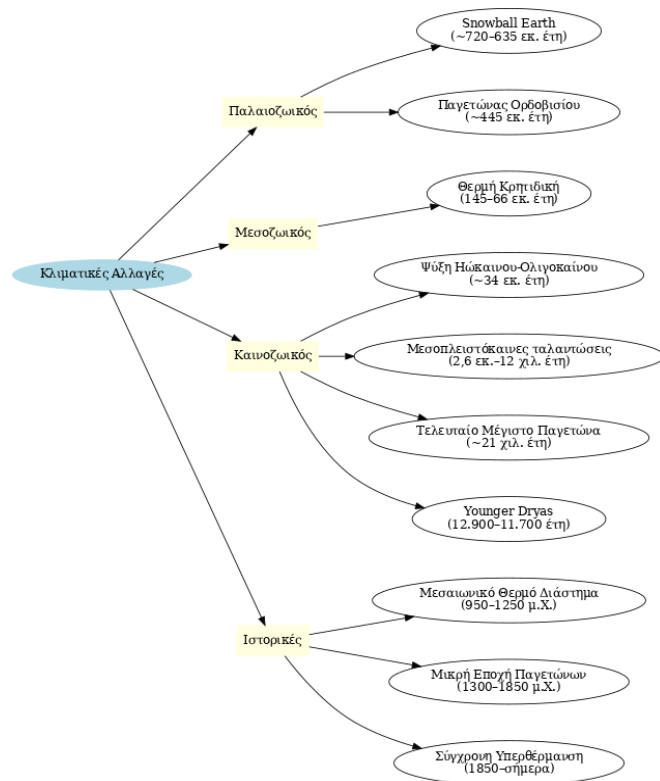 Κλιματικές Αλλαγές
Παλαιοζωικός
Snowball Earth
(~720–635 εκ. έτη)
Παγετώνας Ορδοβισίου
(~445 εκ. έτη)
Μεσοζωικός
Θερμή Κρητιδική
(145–66 εκ. έτη)
Καινοζωικός
Ψύξη Ηώκαινου-Ολιγοκαίνου
(~34 εκ. έτη)
Μεσοπλειστόκαινες ταλαντώσεις
(2,6 εκ.–12 χιλ. έτη)
Τελευταίο Μέγιστο Παγετώνα
(~21 χιλ. έτη)
Younger Dryas
(12.900–11.700 έτη)
Ιστορικές
Μεσαιωνικό Θερμό Διάστημα
(950–1250 μ.Χ.)
Μικρή Εποχή Παγετώνων
(1300–1850 μ.Χ.)
Σύγχρονη Υπερθέρμανση
(1850–σήμερα)